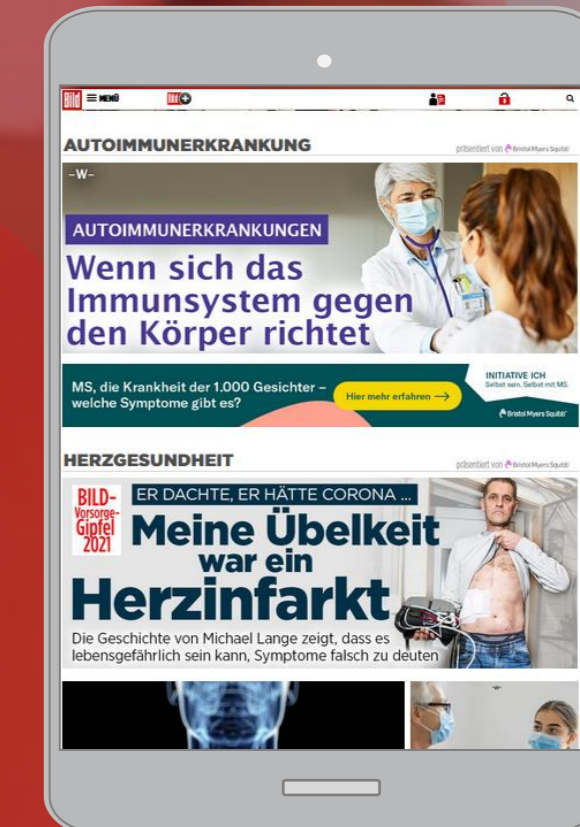 Bild MENÜ Bild+
AUTOIMMUNERKRANKUNG
präsentiert von Bristol Myers Squibb
–W–
AUTOIMMUNERKRANKUNGEN
Wenn sich das
Immunsystem gegen
den Körper richtet
MS, die Krankheit der 1.000 Gesichter –
welche Symptome gibt es?
Hier mehr erfahren →
INITIATIVE ICH
Selbst sein. Selbst mit MS.
Bristol Myers Squibb™
HERZGESUNDHEIT
präsentiert von Bristol Myers Squibb
BILD-
Vorsorge-
Gipfel
2021
ER DACHTE, ER HÄTTE CORONA ...
Meine Übelkeit
war ein
Herzinfarkt
Die Geschichte von Michael Lange zeigt, dass es
lebensgefährlich sein kann, Symptome falsch zu deuten